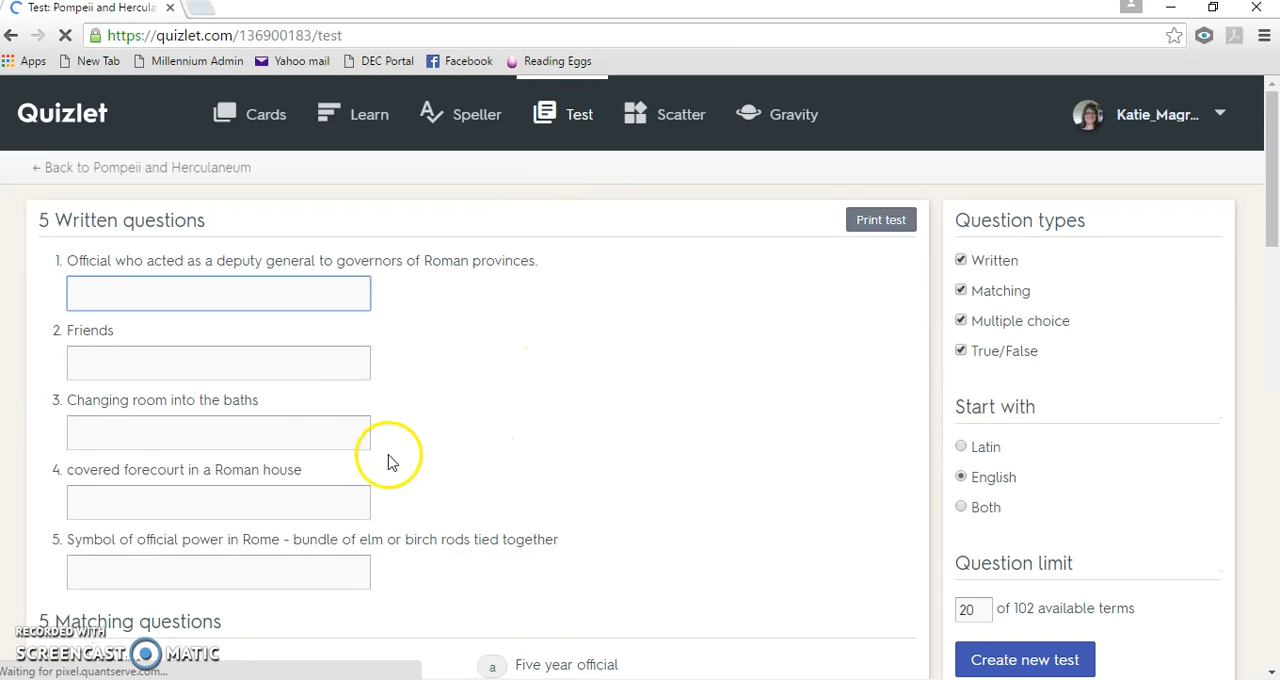 Test: Pompeii and Hercula
https://quizlet.com/136900183/test
Apps New Tab Millennium Admin Yahoo mail DEC Portal Facebook Reading Eggs
Quizlet Cards Learn Speller Test Scatter Gravity Katie_Magr...
← Back to Pompeii and Herculaneum
5 Written questions
Print test
1. Official who acted as a deputy general to governors of Roman provinces.
2. Friends
3. Changing room into the baths
4. covered forecourt in a Roman house
5. Symbol of official power in Rome - bundle of elm or birch rods tied together
5 Matching questions
a Five year official
Question types
Written
Matching
Multiple choice
True/False
Start with
Latin
English
Both
Question limit
20 of 102 available terms
Create new test
RECORDED WITH
SCREENCAST MATIC
Waiting for pixel.quantserve.com...